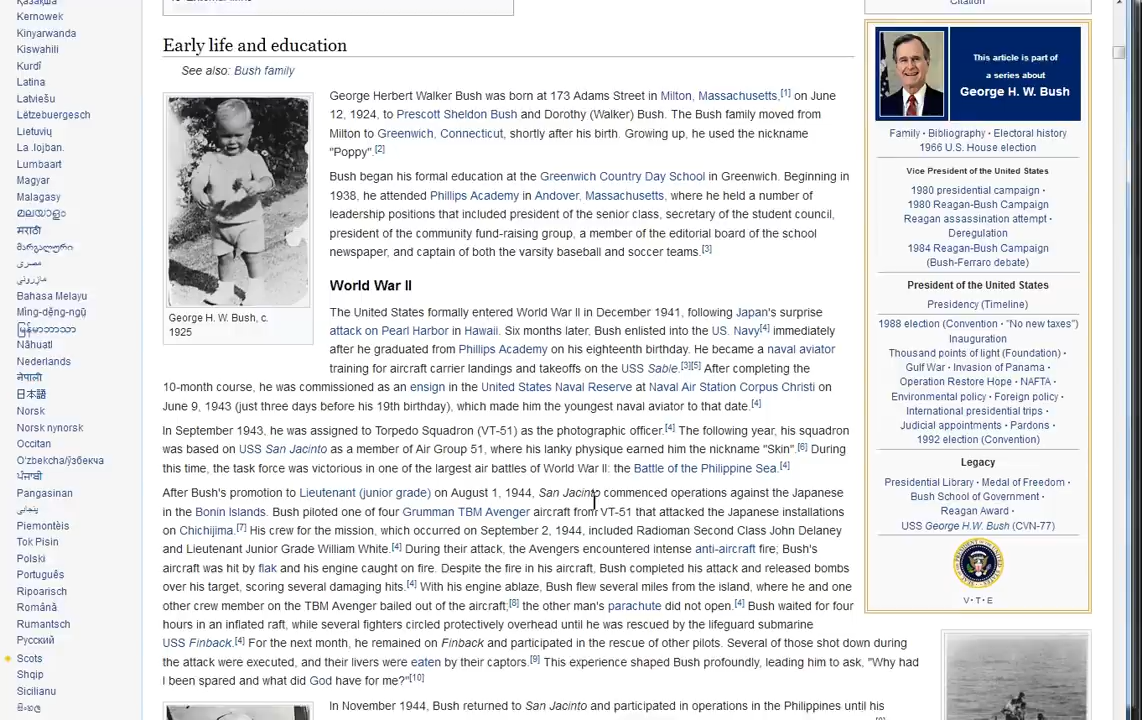 Kernowek
Kinyarwanda
Kiswahili
Kurdî
Latina
Latviešu
Lëtzebuergesch
Lietuvių
La .lojban.
Lumbaart
Magyar
Malagasy
മലയാളം
मराठी
მარგალური
مصرى
مازِرونی
Bahasa Melayu
Mìng-dĕ̤ng-ngṳ̄
မြန်မာဘာသာ
Nāhuatl
Nederlands
नेपाली
日本語
Norsk
Norsk nynorsk
Occitan
O'zbekcha/ўзбекча
ਪੰਜਾਬੀ
Pangasinan
پنجابی
Piemontèis
Tok Pisin
Polski
Português
Ripoarisch
Română
Rumantsch
Русский
Scots
Shqip
Sicilianu
සිංහල
Early life and education
See also: Bush family
George H. W. Bush, c.
1925
George Herbert Walker Bush was born at 173 Adams Street in Milton, Massachusetts,[1] on June
12, 1924, to Prescott Sheldon Bush and Dorothy (Walker) Bush. The Bush family moved from
Milton to Greenwich, Connecticut, shortly after his birth. Growing up, he used the nickname
"Poppy".[2]
Bush began his formal education at the Greenwich Country Day School in Greenwich. Beginning in
1938, he attended Phillips Academy in Andover, Massachusetts, where he held a number of
leadership positions that included president of the senior class, secretary of the student council,
president of the community fund-raising group, a member of the editorial board of the school
newspaper, and captain of both the varsity baseball and soccer teams.[3]
World War II
The United States formally entered World War II in December 1941, following Japan's surprise
attack on Pearl Harbor in Hawaii. Six months later, Bush enlisted into the US. Navy[4] immediately
after he graduated from Phillips Academy on his eighteenth birthday. He became a naval aviator
training for aircraft carrier landings and takeoffs on the USS Sable.[3][5] After completing the
10-month course, he was commissioned as an ensign in the United States Naval Reserve at Naval Air Station Corpus Christi on
June 9, 1943 (just three days before his 19th birthday), which made him the youngest naval aviator to that date.[4]
In September 1943, he was assigned to Torpedo Squadron (VT-51) as the photographic officer.[4] The following year, his squadron
was based on USS San Jacinto as a member of Air Group 51, where his lanky physique earned him the nickname "Skin".[6] During
this time, the task force was victorious in one of the largest air battles of World War II: the Battle of the Philippine Sea.[4]
After Bush's promotion to Lieutenant (junior grade) on August 1, 1944, San Jacinto commenced operations against the Japanese
in the Bonin Islands. Bush piloted one of four Grumman TBM Avenger aircraft from VT-51 that attacked the Japanese installations
on Chichijima.[7] His crew for the mission, which occurred on September 2, 1944, included Radioman Second Class John Delaney
and Lieutenant Junior Grade William White.[4] During their attack, the Avengers encountered intense anti-aircraft fire; Bush's
aircraft was hit by flak and his engine caught on fire. Despite the fire in his aircraft, Bush completed his attack and released bombs
over his target, scoring several damaging hits.[4] With his engine ablaze, Bush flew several miles from the island, where he and one
other crew member on the TBM Avenger bailed out of the aircraft;[8] the other man's parachute did not open.[4] Bush waited for four
hours in an inflated raft, while several fighters circled protectively overhead until he was rescued by the lifeguard submarine
USS Finback.[4] For the next month, he remained on Finback and participated in the rescue of other pilots. Several of those shot down during
the attack were executed, and their livers were eaten by their captors.[9] This experience shaped Bush profoundly, leading him to ask, "Why had
I been spared and what did God have for me?"[10]
In November 1944, Bush returned to San Jacinto and participated in operations in the Philippines until his
Citation
This article is part of
a series about
George H. W. Bush
Family · Bibliography · Electoral history
1966 U.S. House election
Vice President of the United States
1980 presidential campaign ·
1980 Reagan-Bush Campaign
Reagan assassination attempt ·
Deregulation
1984 Reagan-Bush Campaign
(Bush-Ferraro debate)
President of the United States
Presidency (Timeline)
1988 election (Convention · "No new taxes")
Inauguration
Thousand points of light (Foundation) ·
Gulf War · Invasion of Panama ·
Operation Restore Hope · NAFTA ·
Environmental policy · Foreign policy ·
International presidential trips ·
Judicial appointments · Pardons ·
1992 election (Convention)
Legacy
Presidential Library · Medal of Freedom ·
Bush School of Government ·
Reagan Award ·
USS George H.W. Bush (CVN-77)
V · T · E